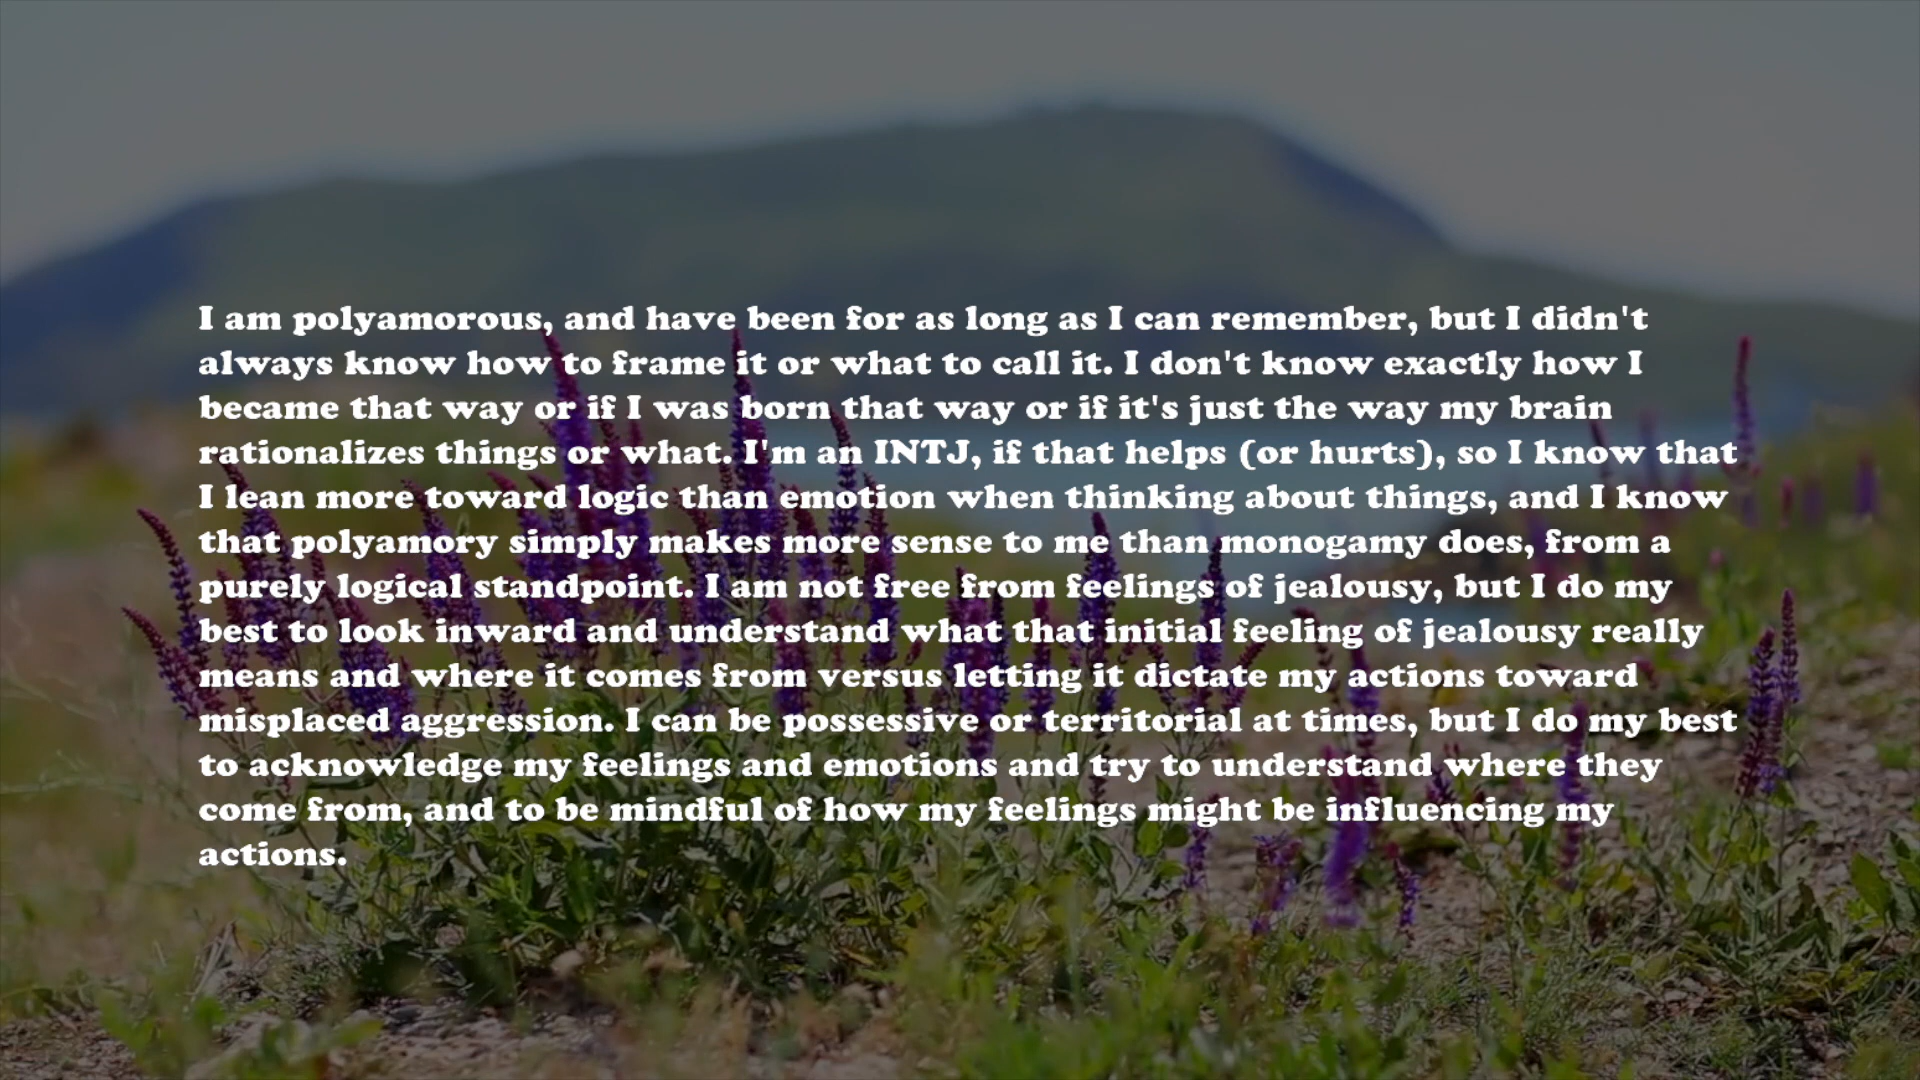 I am polyamorous, and have been for as long as I can remember, but I didn't
always know how to frame it or what to call it. I don't know exactly how I
became that way or if I was born that way or if it's just the way my brain
rationalizes things or what. I'm an INTJ, if that helps (or hurts), so I know that
I lean more toward logic than emotion when thinking about things, and I know
that polyamory simply makes more sense to me than monogamy does, from a
purely logical standpoint. I am not free from feelings of jealousy, but I do my
best to look inward and understand what that initial feeling of jealousy really
means and where it comes from versus letting it dictate my actions toward
misplaced aggression. I can be possessive or territorial at times, but I do my best
to acknowledge my feelings and emotions and try to understand where they
come from, and to be mindful of how my feelings might be influencing my
actions.